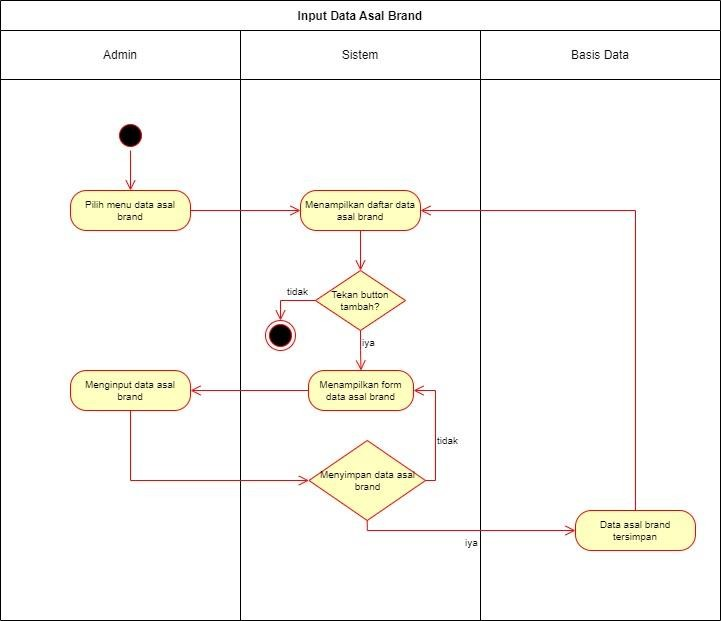 Input Data Asal Brand
Admin
Sistem
Basis Data
Pilih menu data asal
brand
Menampilkan daftar data
asal brand
tidak
Tekan button
tambah?
iya
Menginput data asal
brand
Menampilkan form
data asal brand
tidak
Menyimpan data asal
brand
iya
Data asal brand
tersimpan